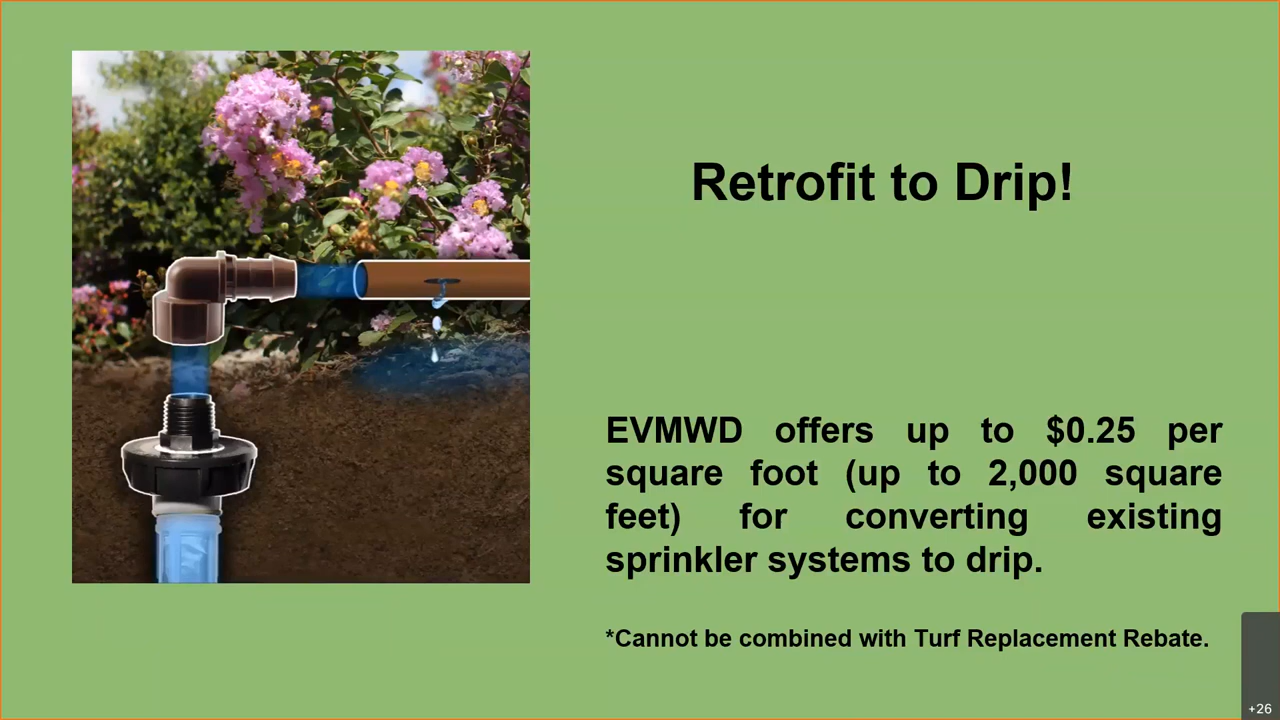 Retrofit to Drip!
EVMWD offers up to $0.25 per
square foot (up to 2,000 square
feet) for converting existing
sprinkler systems to drip.
*Cannot be combined with Turf Replacement Rebate.
+26